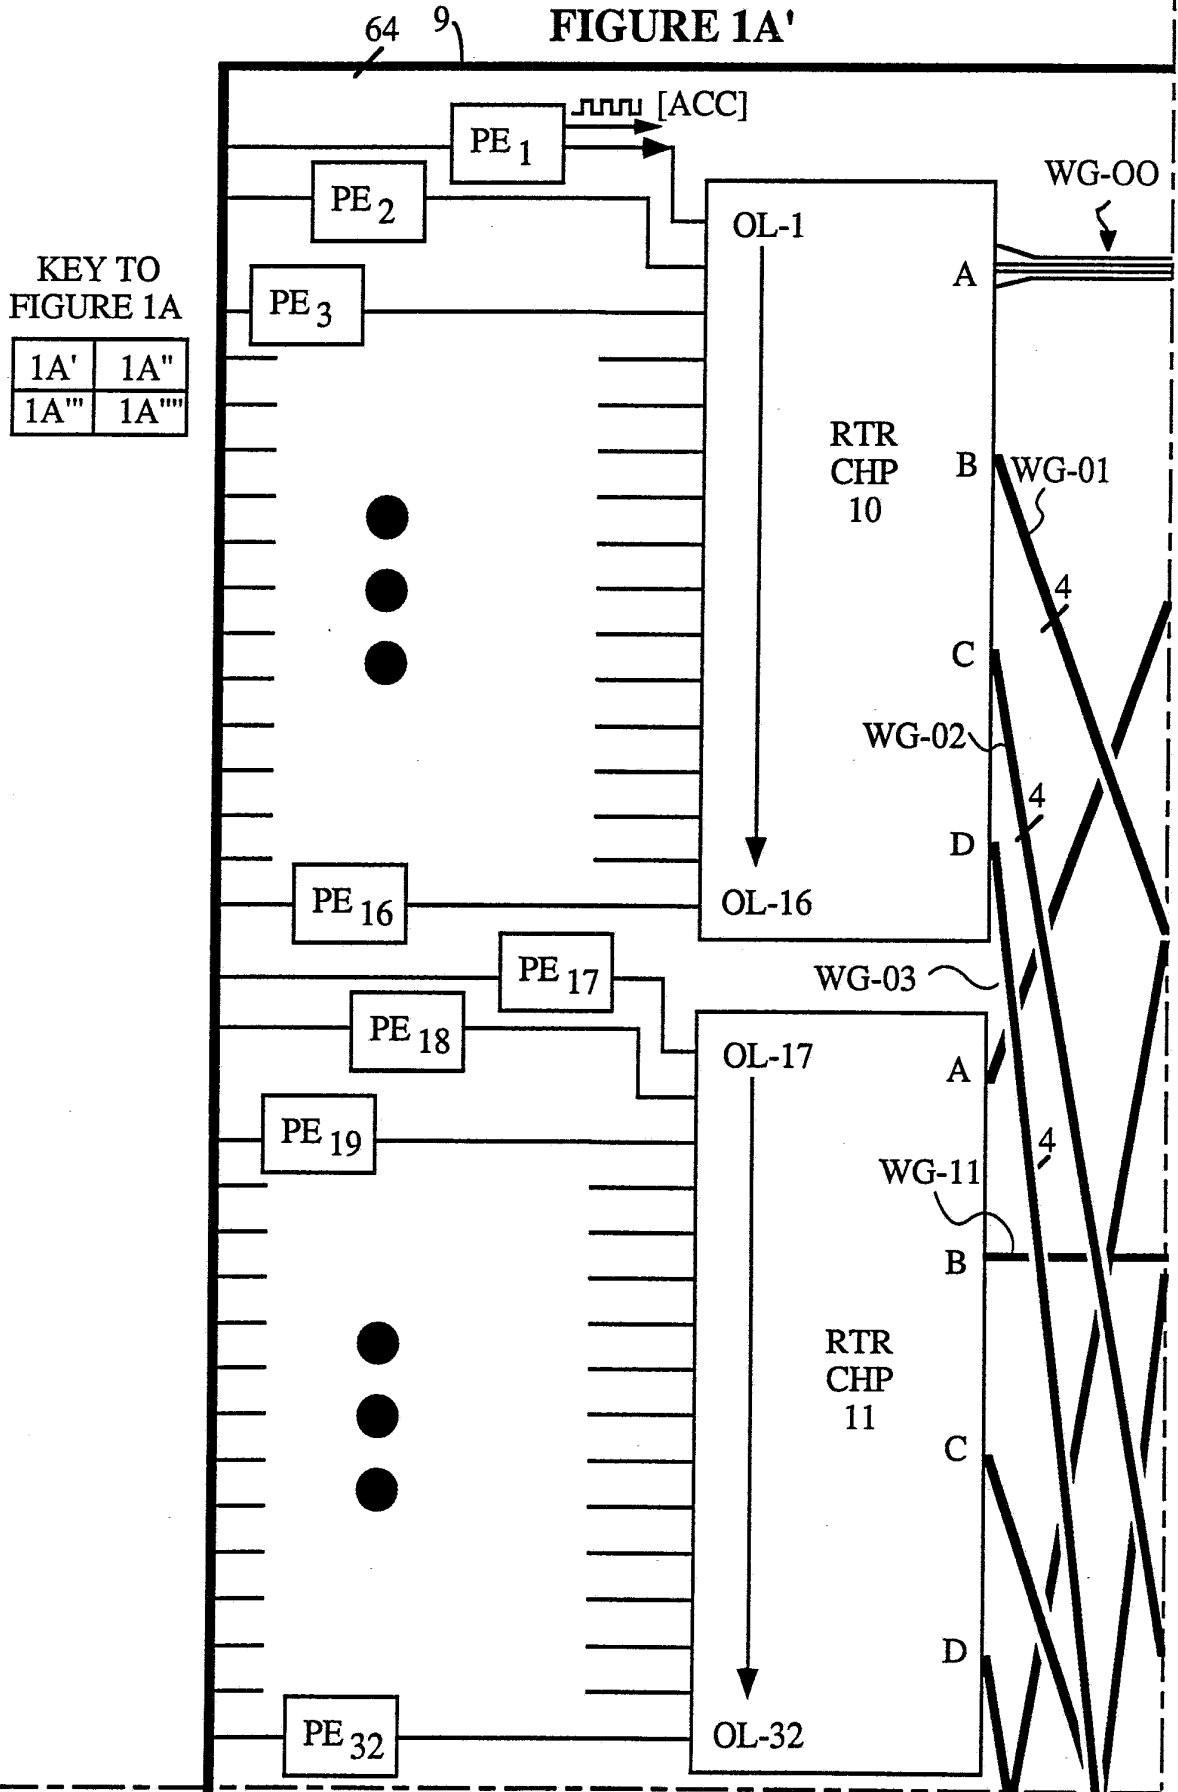 FIGURE 1A'
64
9
[ACC]
PE 1
PE 2
WG-OO
OL-1
KEY TO
FIGURE 1A
A
PE 3
1A' 1A"
1A"' 1A""
RTR
CHP
10
B
WG-01
4
C
WG-02
4
D
PE 16
OL-16
PE 17
WG-03
PE 18
OL-17
A
PE 19
4
WG-11
B
RTR
CHP
11
C
D
PE 32
OL-32